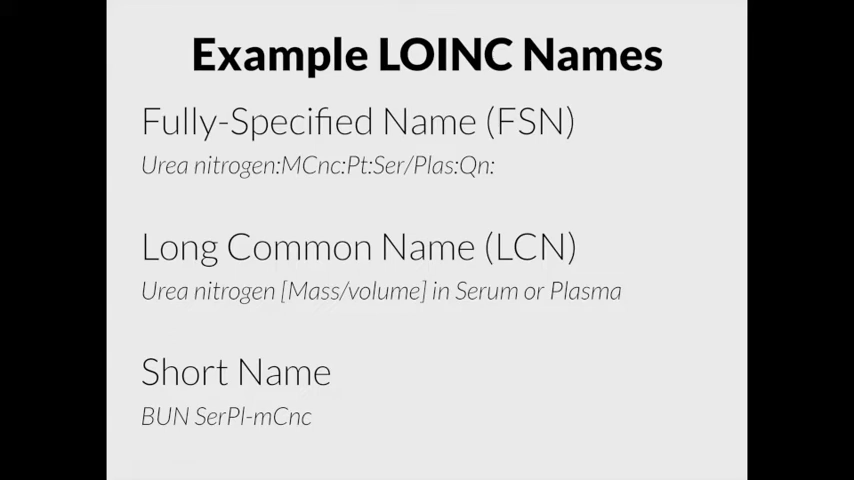 Example LOINC Names
Fully-Specified Name (FSN)
Urea nitrogen:MCnc:Pt:Ser/Plas:Qn:
Long Common Name (LCN)
Urea nitrogen [Mass/volume] in Serum or Plasma
Short Name
BUN SerPl-mCnc